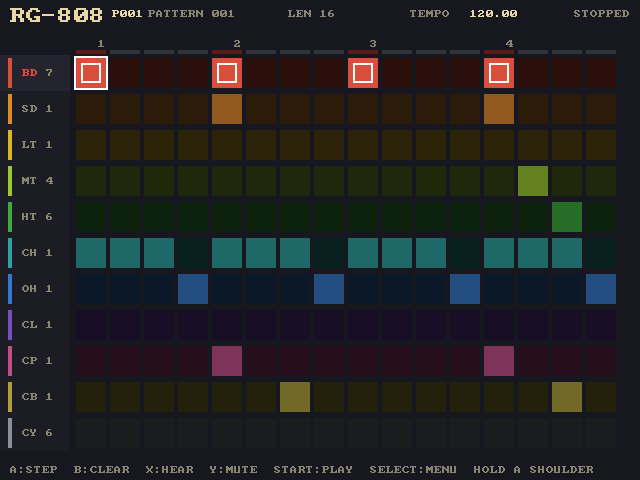 RG-808 P001 PATTERN 001 LEN 16 TEMPO 120.00 STOPPED
1 2 3 4
BD 7
SD 1
LT 1
MT 4
HT 6
CH 1
OH 1
CL 1
CP 1
CB 1
CY 6
A:STEP B:CLEAR X:HEAR Y:MUTE START:PLAY SELECT:MENU HOLD A SHOULDER